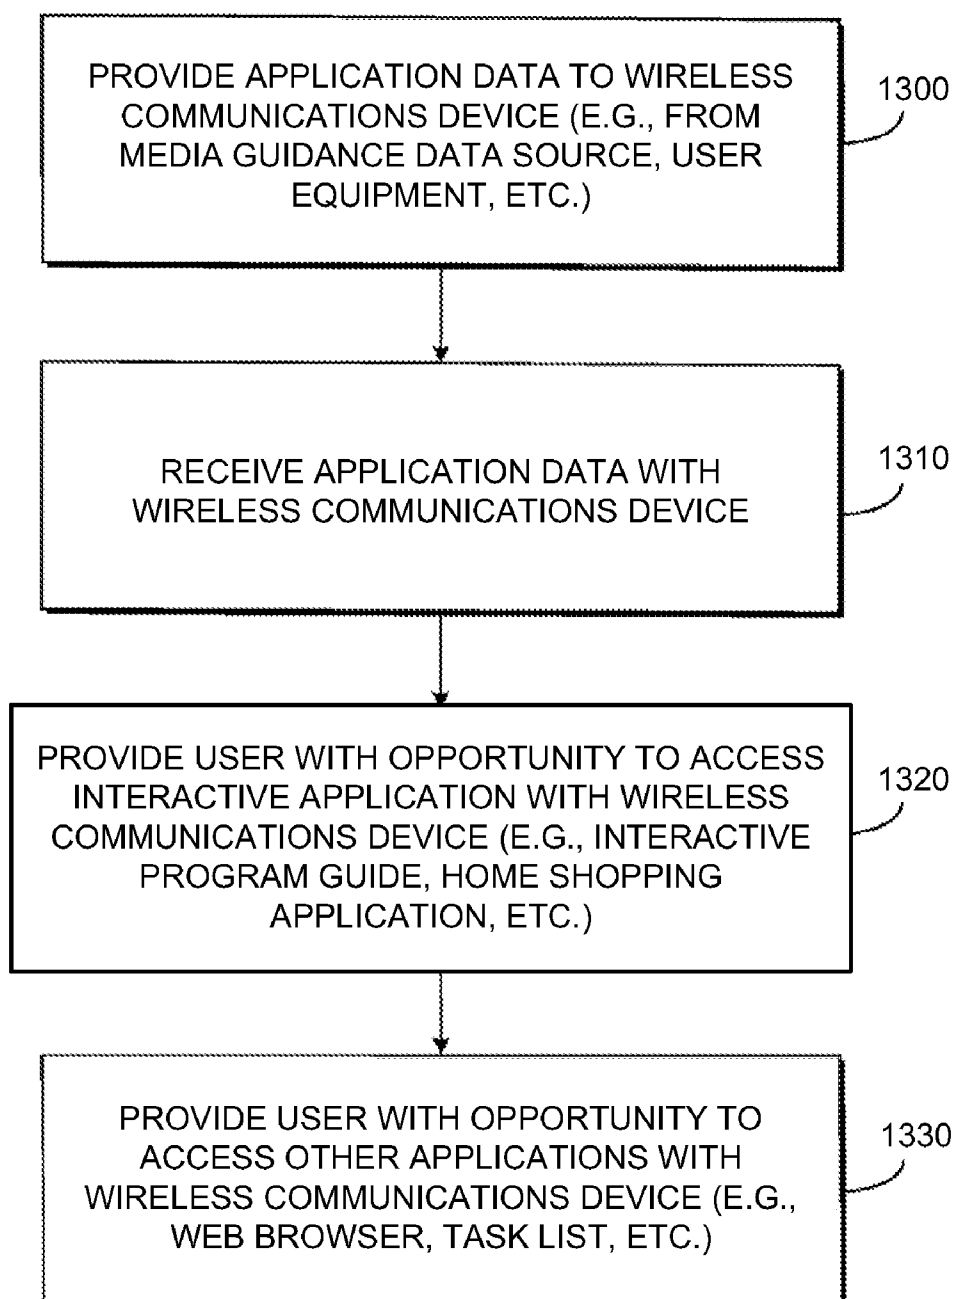 PROVIDE APPLICATION DATA TO WIRELESS
COMMUNICATIONS DEVICE (E.G., FROM
MEDIA GUIDANCE DATA SOURCE, USER
EQUIPMENT, ETC.)
1300
RECEIVE APPLICATION DATA WITH
WIRELESS COMMUNICATIONS DEVICE
1310
PROVIDE USER WITH OPPORTUNITY TO ACCESS
INTERACTIVE APPLICATION WITH WIRELESS
COMMUNICATIONS DEVICE (E.G., INTERACTIVE
PROGRAM GUIDE, HOME SHOPPING
APPLICATION, ETC.)
1320
PROVIDE USER WITH OPPORTUNITY TO
ACCESS OTHER APPLICATIONS WITH
WIRELESS COMMUNICATIONS DEVICE (E.G.,
WEB BROWSER, TASK LIST, ETC.)
1330